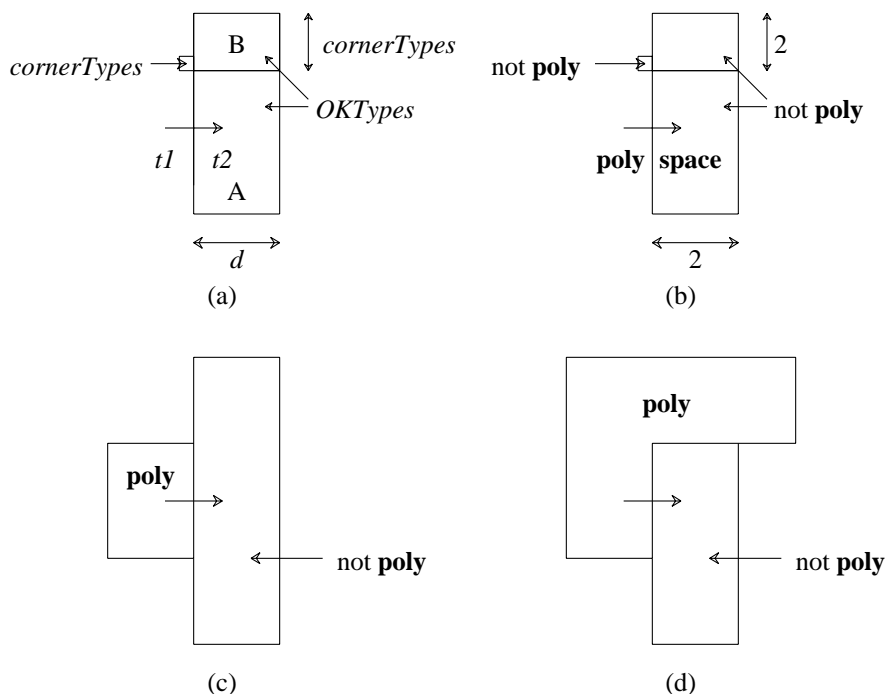 B
cornerTypes
cornerTypes
OKTypes
t1 t2
A
d
(a)
2
not poly
not poly
poly space
2
(b)
poly
not poly
(c)
poly
not poly
(d)